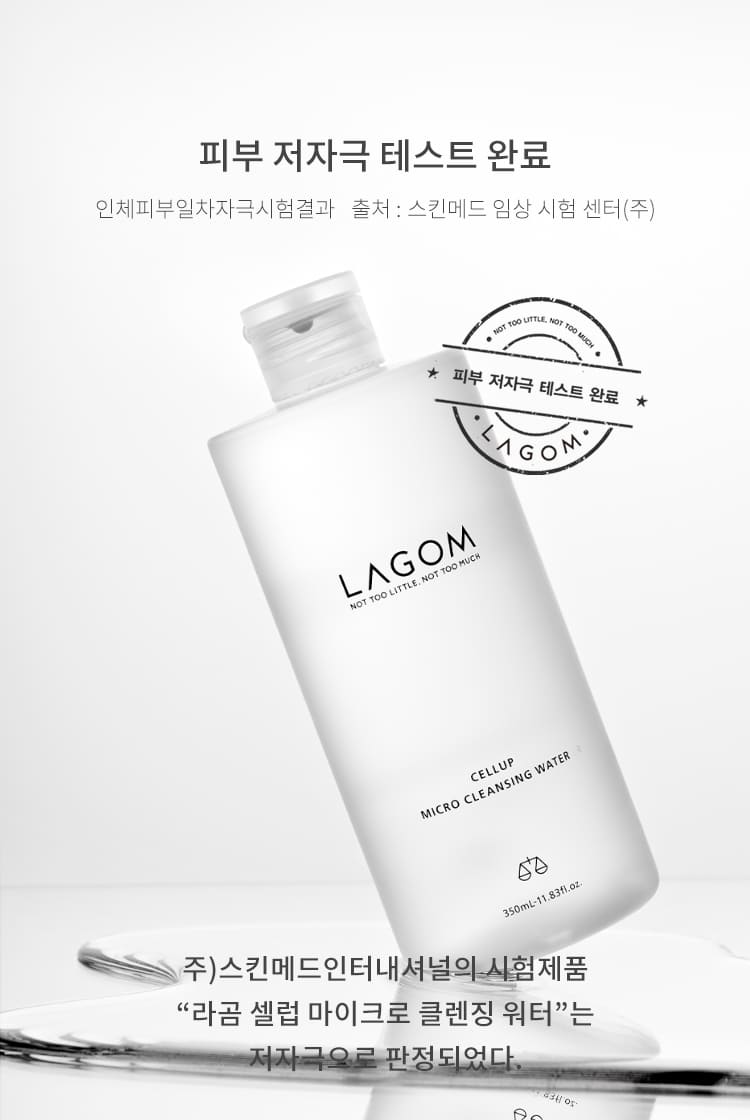 피부 저자극 테스트 완료
인체피부일차자극시험결과 출처 : 스킨메드 임상 시험 센터(주)
NOT TOO LITTLE, NOT TOO MUCH
★ 피부 저자극 테스트 완료 ★
LAGOM
LAGOM
NOT TOO LITTLE, NOT TOO MUCH
CELLUP
MICRO CLEANSING WATER
350mL·11.83fl.oz.
주)스킨메드인터내셔널의 시험제품
“라곰 셀럽 마이크로 클렌징 워터”는
저자극으로 판정되었다.